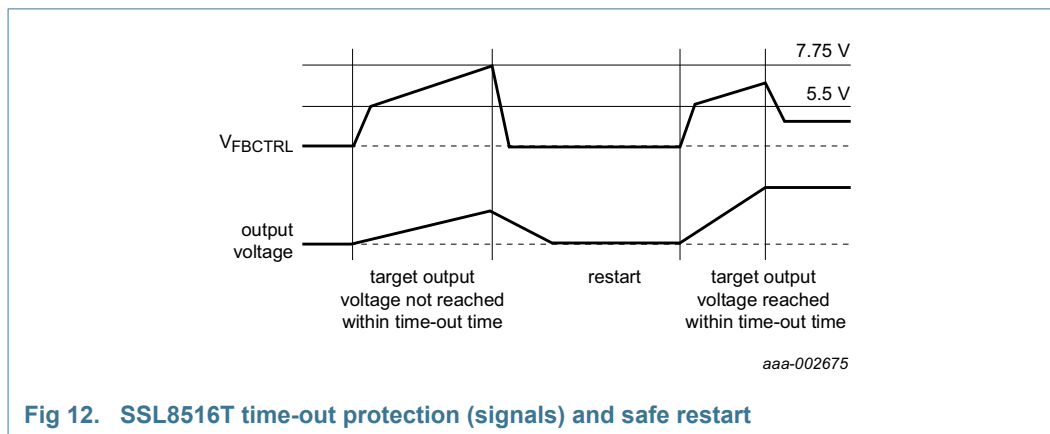 7.75 V
5.5 V
VFBCTRL
output
voltage
target output
voltage not reached
within time-out time
restart
target output
voltage reached
within time-out time
aaa-002675
Fig 12. SSL8516T time-out protection (signals) and safe restart